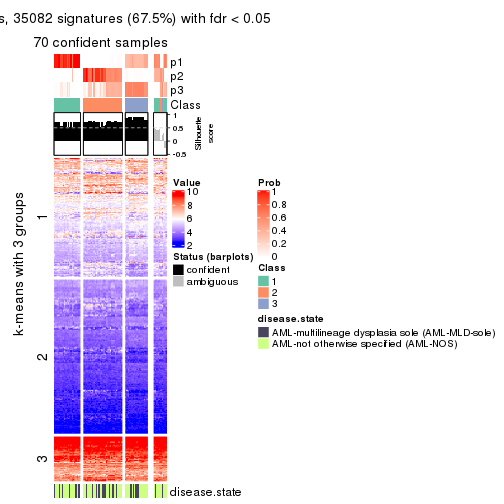 s, 35082 signatures (67.5%) with fdr < 0.05
70 confident samples
p1
p2
p3
Class
1
0.5
0
-0.5
Silhouette
score
k-means with 3 groups
1
2
3
disease.state
Value
10
8
6
4
2
Status (barplots)
confident
ambiguous
Prob
1
0.8
0.6
0.4
0.2
0
Class
1
2
3
disease.state
AML-multilineage dysplasia sole (AML-MLD-sole)
AML-not otherwise specified (AML-NOS)